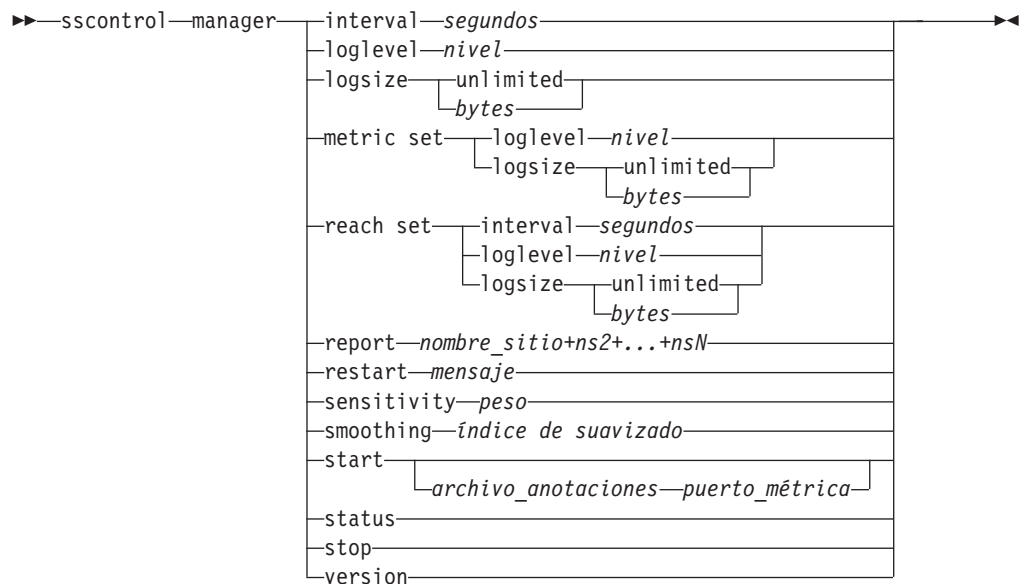 sscontrol manager interval segundos
loglevel nivel
logsize unlimited
bytes
metric set loglevel nivel
logsize unlimited
bytes
reach set interval segundos
loglevel nivel
logsize unlimited
bytes
report nombre_sitio+ns2+...+nsN
restart mensaje
sensitivity peso
smoothing índice de suavizado
start
archivo_anotaciones puerto_métrica
status
stop
version